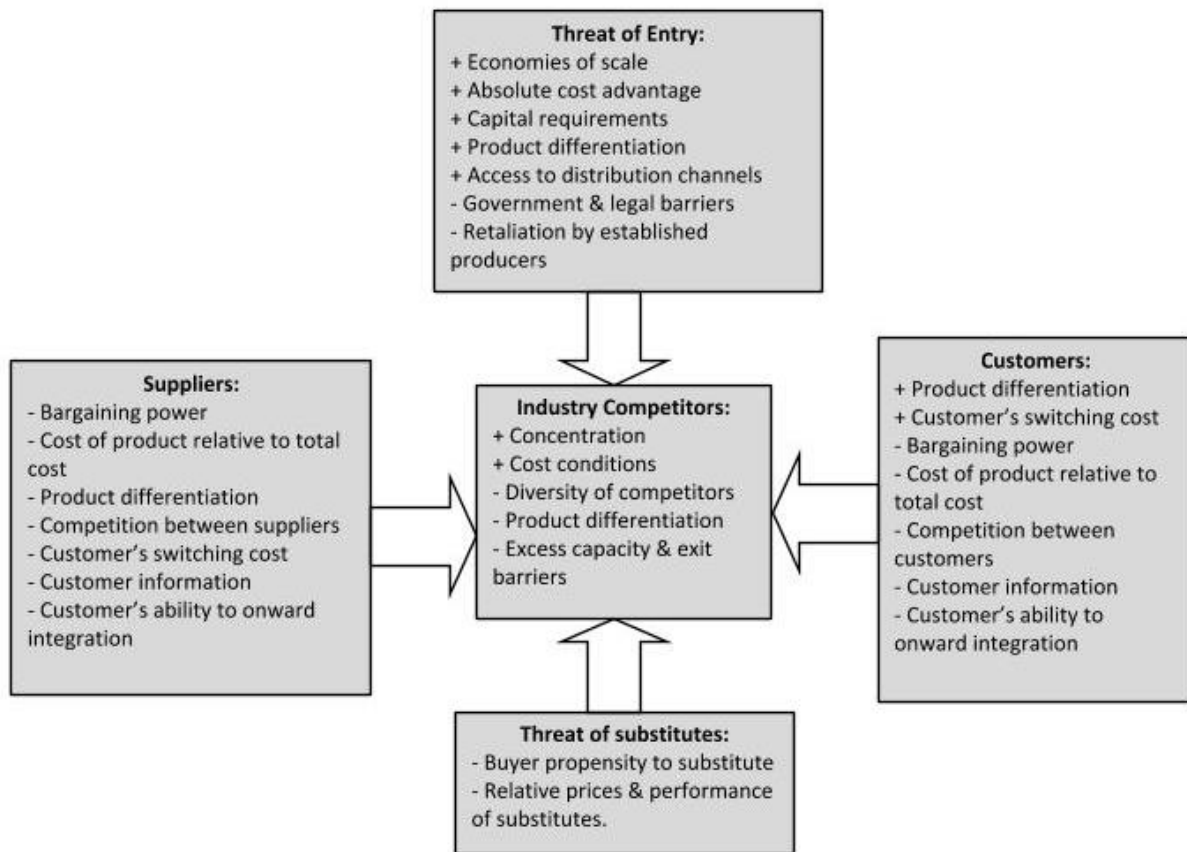 Threat of Entry:
+ Economies of scale
+ Absolute cost advantage
+ Capital requirements
+ Product differentiation
+ Access to distribution channels
- Government & legal barriers
- Retaliation by established
producers
Suppliers:
- Bargaining power
- Cost of product relative to total
cost
- Product differentiation
- Competition between suppliers
- Customer's switching cost
- Customer information
- Customer's ability to onward
integration
Industry Competitors:
+ Concentration
+ Cost conditions
- Diversity of competitors
- Product differentiation
- Excess capacity & exit
barriers
Customers:
+ Product differentiation
+ Customer's switching cost
- Bargaining power
- Cost of product relative to
total cost
- Competition between
customers
- Customer information
- Customer's ability to
onward integration
Threat of substitutes:
- Buyer propensity to substitute
- Relative prices & performance
of substitutes.